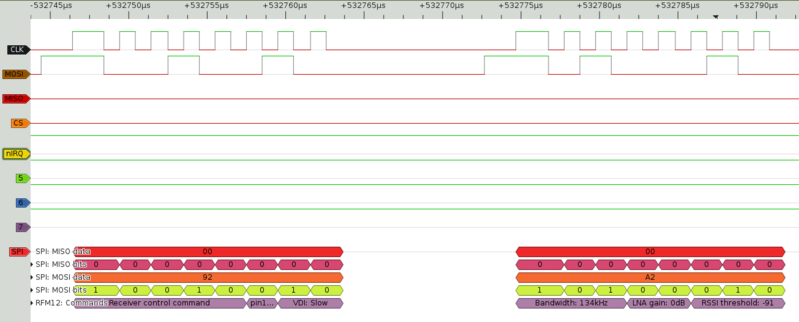 -532745µs +532750µs +532755µs +532760µs +532765µs +532770µs +532775µs +532780µs +532785µs +532790µs
CLK
MOSI
MISO
CS
nIRQ
5
6
7
SPI SPI: MISO data 00 00
SPI: MISO bits 0 0 0 0 0 0 0 0 0 0 0 0 0 0 0 0
SPI: MOSI data 92 A2
SPI: MOSI bits 1 0 0 1 0 0 1 0 1 0 1 0 0 0 1 0
RFM12: Commands Receiver control command pin1... VDI: Slow Bandwidth: 134kHz LNA gain: 0dB RSSI threshold: -91